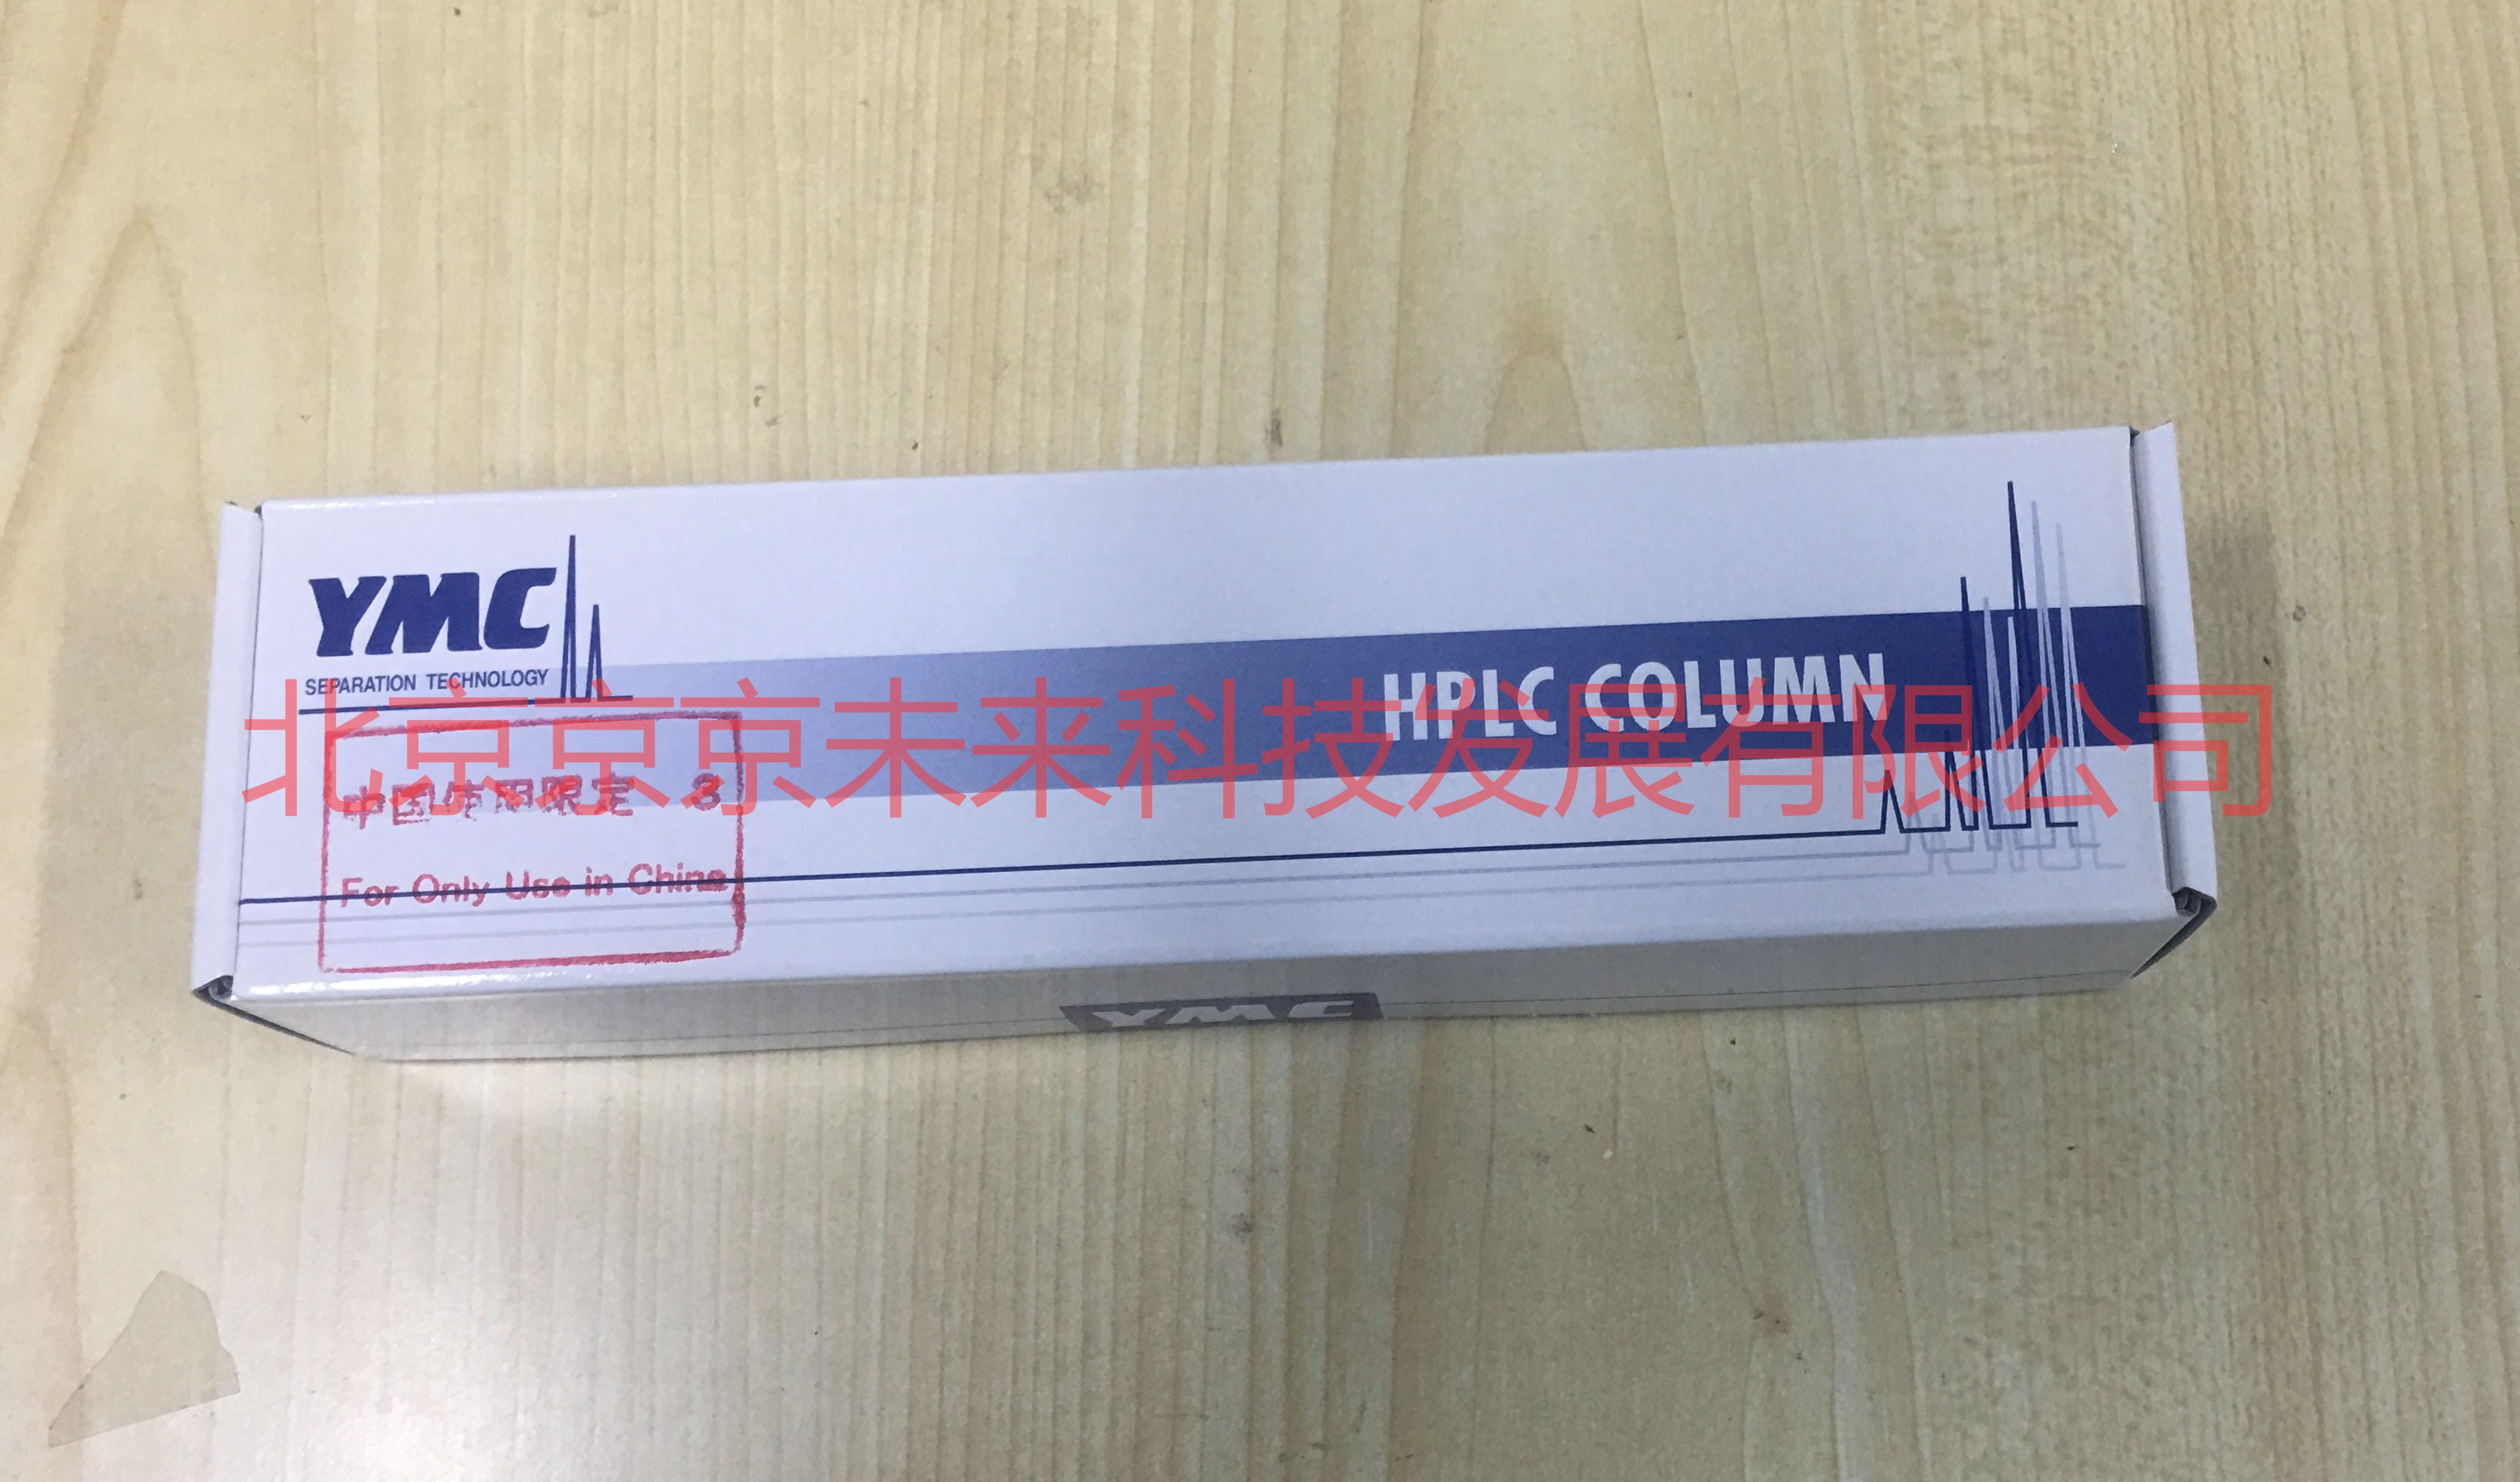 YMC
SEPARATION TECHNOLOGY
HPLC COLUMN
北京京京未来科技发展有限公司
中国使用限定 3
For Only Use in China
YMC